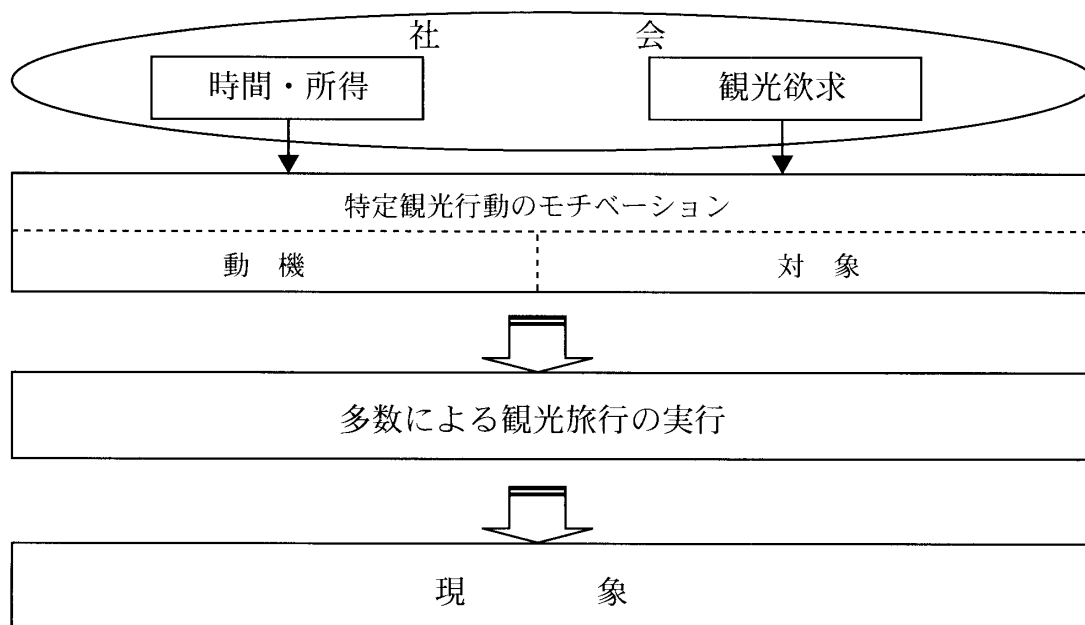 社　会
時間・所得
観光欲求
特定観光行動のモチベーション
動　機
対　象
多数による観光旅行の実行
現　象